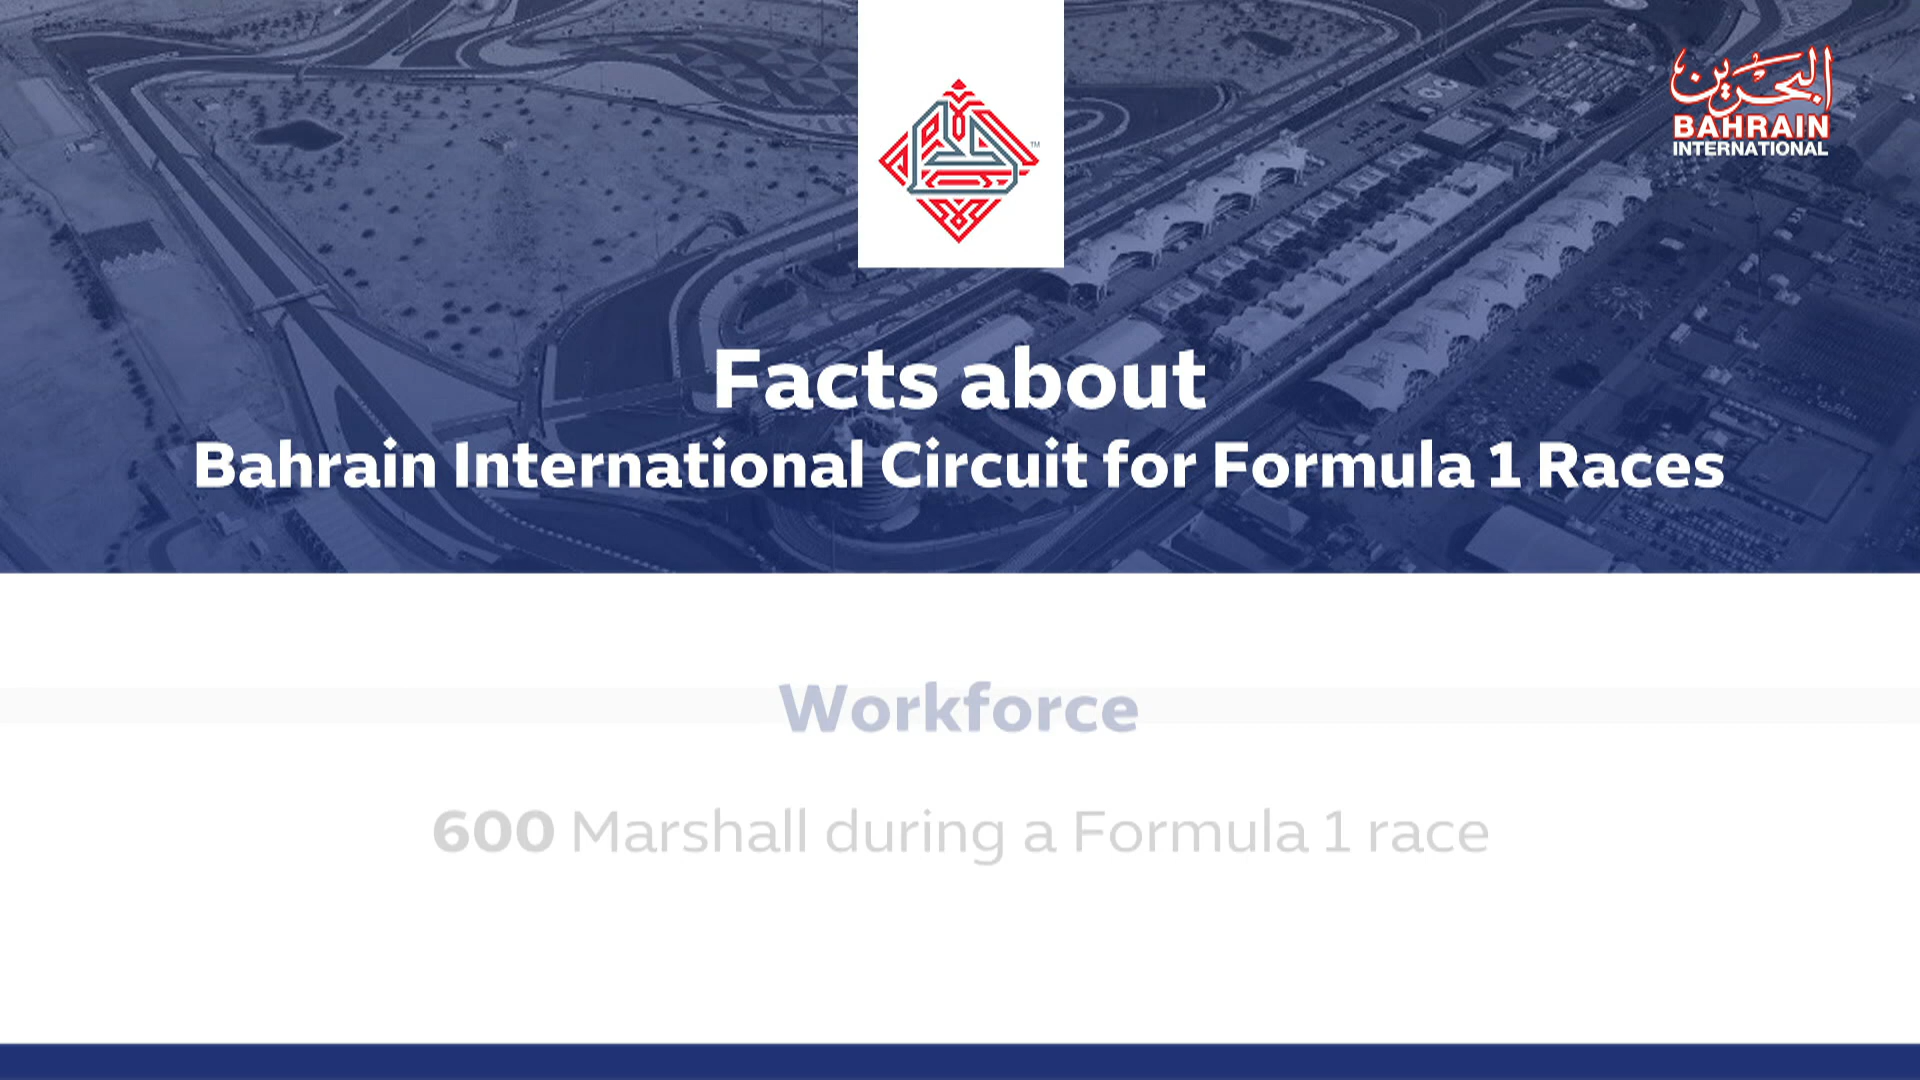 البحرين
BAHRAIN
INTERNATIONAL
TM
Facts about
Bahrain International Circuit for Formula 1 Races
Workforce
600 Marshall during a Formula 1 race